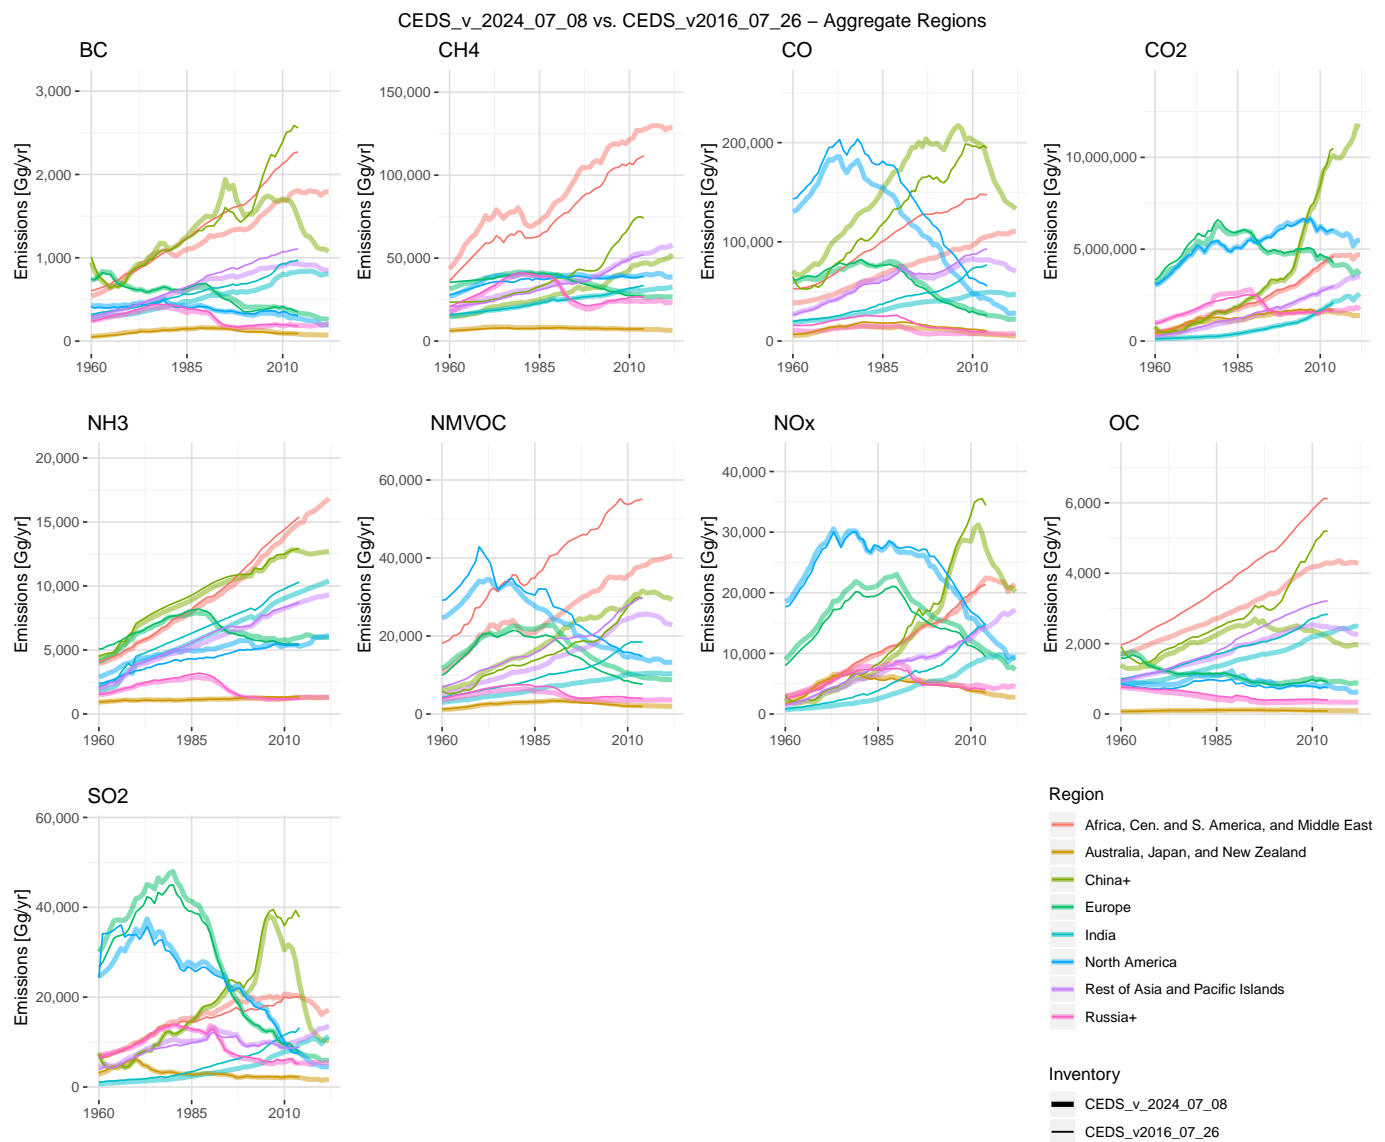 CEDS_v_2024_07_08 vs. CEDS_v2016_07_26 – Aggregate Regions
BC
Emissions [Gg/yr]
3,000
2,000
1,000
0
1960
1985
2010
CH4
Emissions [Gg/yr]
150,000
100,000
50,000
0
1960
1985
2010
CO
Emissions [Gg/yr]
200,000
100,000
0
1960
1985
2010
CO2
Emissions [Gg/yr]
10,000,000
5,000,000
0
1960
1985
2010
NH3
Emissions [Gg/yr]
20,000
15,000
10,000
5,000
0
1960
1985
2010
NMVOC
Emissions [Gg/yr]
60,000
40,000
20,000
0
1960
1985
2010
NOx
Emissions [Gg/yr]
40,000
30,000
20,000
10,000
0
1960
1985
2010
OC
Emissions [Gg/yr]
6,000
4,000
2,000
0
1960
1985
2010
SO2
Emissions [Gg/yr]
60,000
40,000
20,000
0
1960
1985
2010
Region
Africa, Cen. and S. America, and Middle East
Australia, Japan, and New Zealand
China+
Europe
India
North America
Rest of Asia and Pacific Islands
Russia+
Inventory
CEDS_v_2024_07_08
CEDS_v2016_07_26